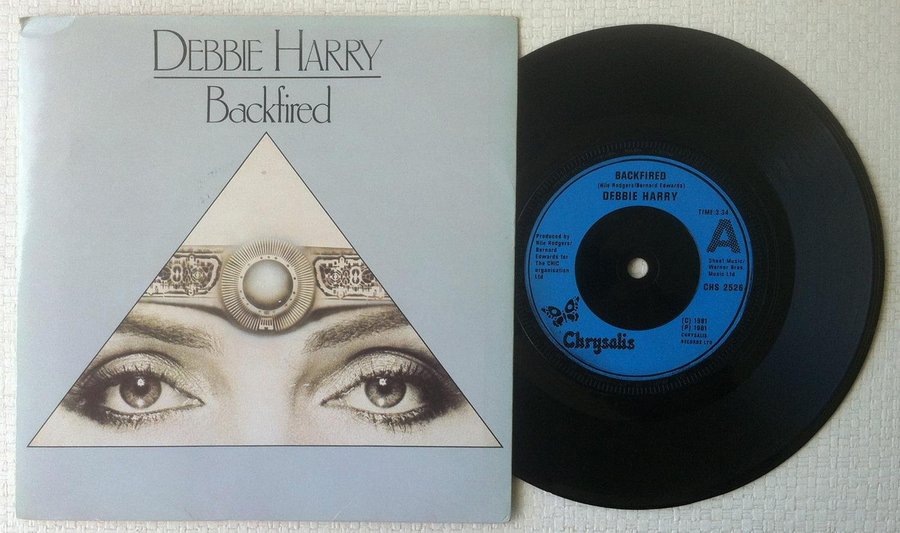 DEBBIE HARRY
Backfired
BACKFIRED
(Nile Rodgers/Bernard Edwards)
DEBBIE HARRY
TIME 3.34
A
Produced by
Nile Rodgers/
Bernard
Edwards for
The CHIC
organisation
Ltd
Sheet Music/
Warner Bros.
Music Ltd
CHS 2526
(C) 1981
(P) 1981
CHRYSALIS
RECORDS LTD
Chrysalis